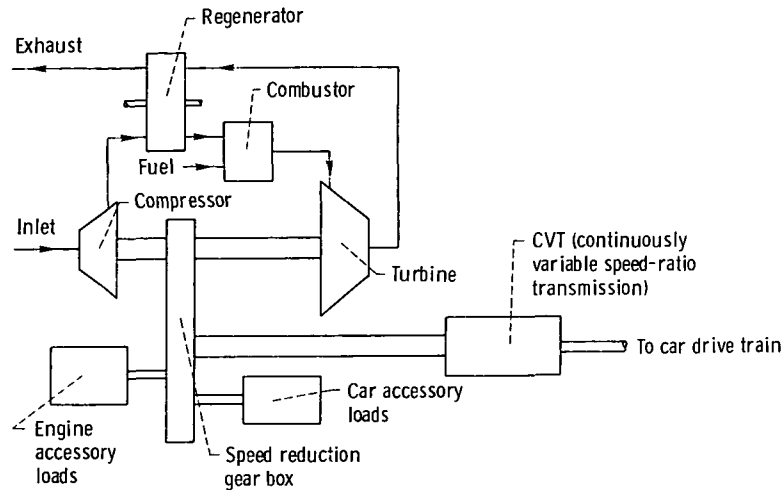 Regenerator
Exhaust
Combustor
Fuel
Compressor
Inlet
Turbine
CVT (continuously
variable speed-ratio
transmission)
To car drive train
Car accessory
loads
Engine
accessory
loads
Speed reduction
gear box